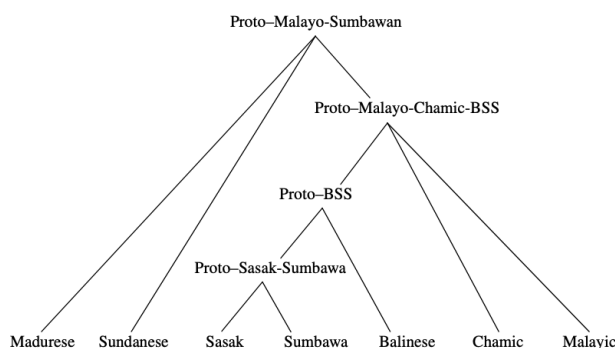 Proto–Malayo-Sumbawan
Proto–Malayo-Chamic-BSS
Proto–BSS
Proto–Sasak-Sumbawa
Madurese Sundanese Sasak Sumbawa Balinese Chamic Malayic